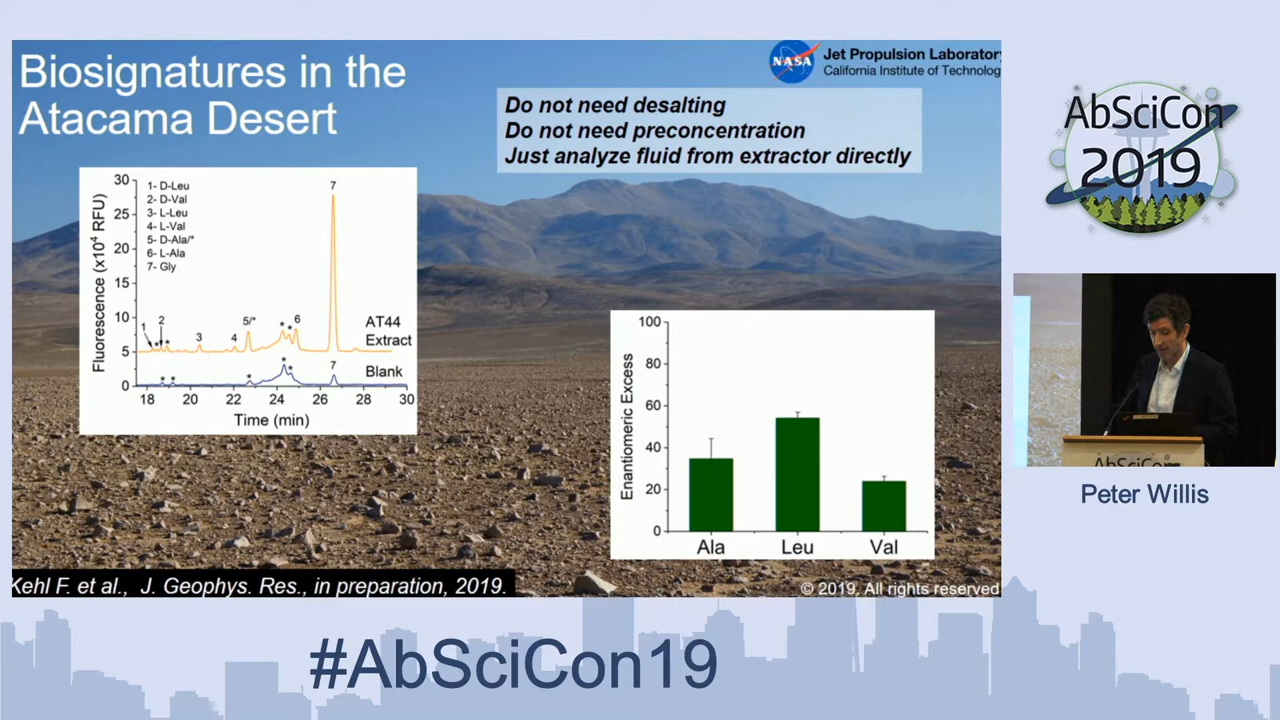 Biosignatures in the
Atacama Desert
NASA
Jet Propulsion Laboratory
California Institute of Technolog
Do not need desalting
Do not need preconcentration
Just analyze fluid from extractor directly
Fluorescence (x10⁴ RFU)
30
25
20
15
10
5
0
1- D-Leu
2- D-Val
3- L-Leu
4- L-Val
5- D-Ala/*
6- L-Ala
7- Gly
1
2
3
4
5/*
6
7
* * * * *
AT44
Extract
Blank
7
* * * * *
18 20 22 24 26 28 30
Time (min)
Enantiomeric Excess
100
80
60
40
20
0
Ala Leu Val
Kehl F. et al., J. Geophys. Res., in preparation, 2019.
© 2019. All rights reserved
AbSciCon
2019
AbSciCon
Peter Willis
#AbSciCon19